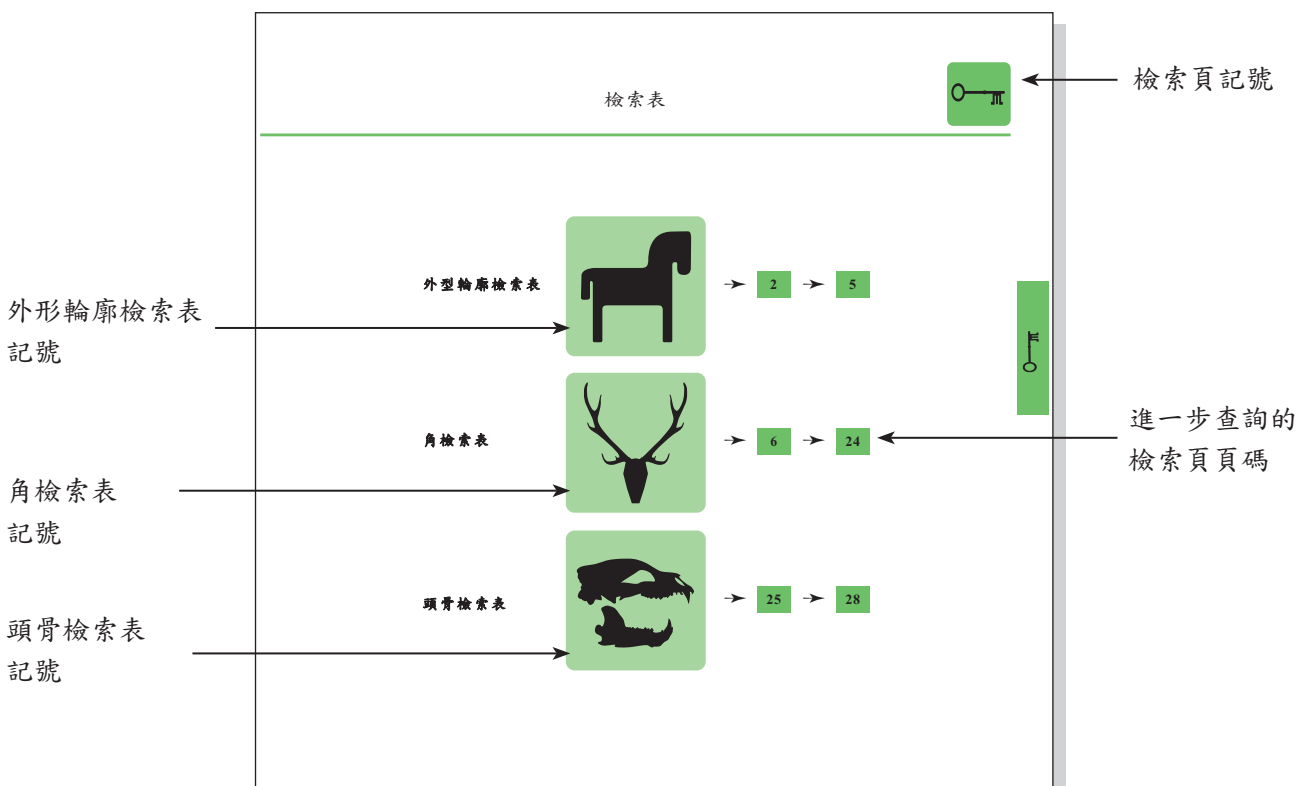 檢索表
檢索頁記號
外型輪廓檢索表
2
5
外形輪廓檢索表
記號
角檢索表
6
24
進一步查詢的
檢索頁頁碼
角檢索表
記號
頭骨檢索表
25
28
頭骨檢索表
記號